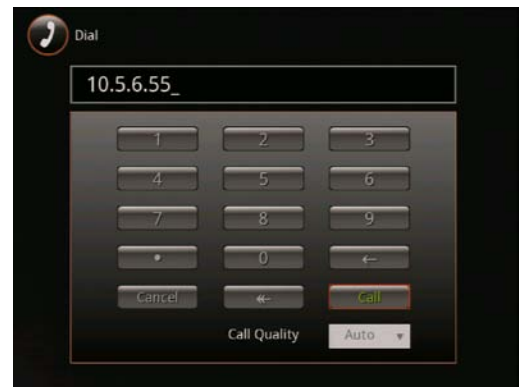 Dial
10.5.6.55_
1 2 3
4 5 6
7 8 9
• 0 ←
Cancel ↞ Call
Call Quality Auto ▼